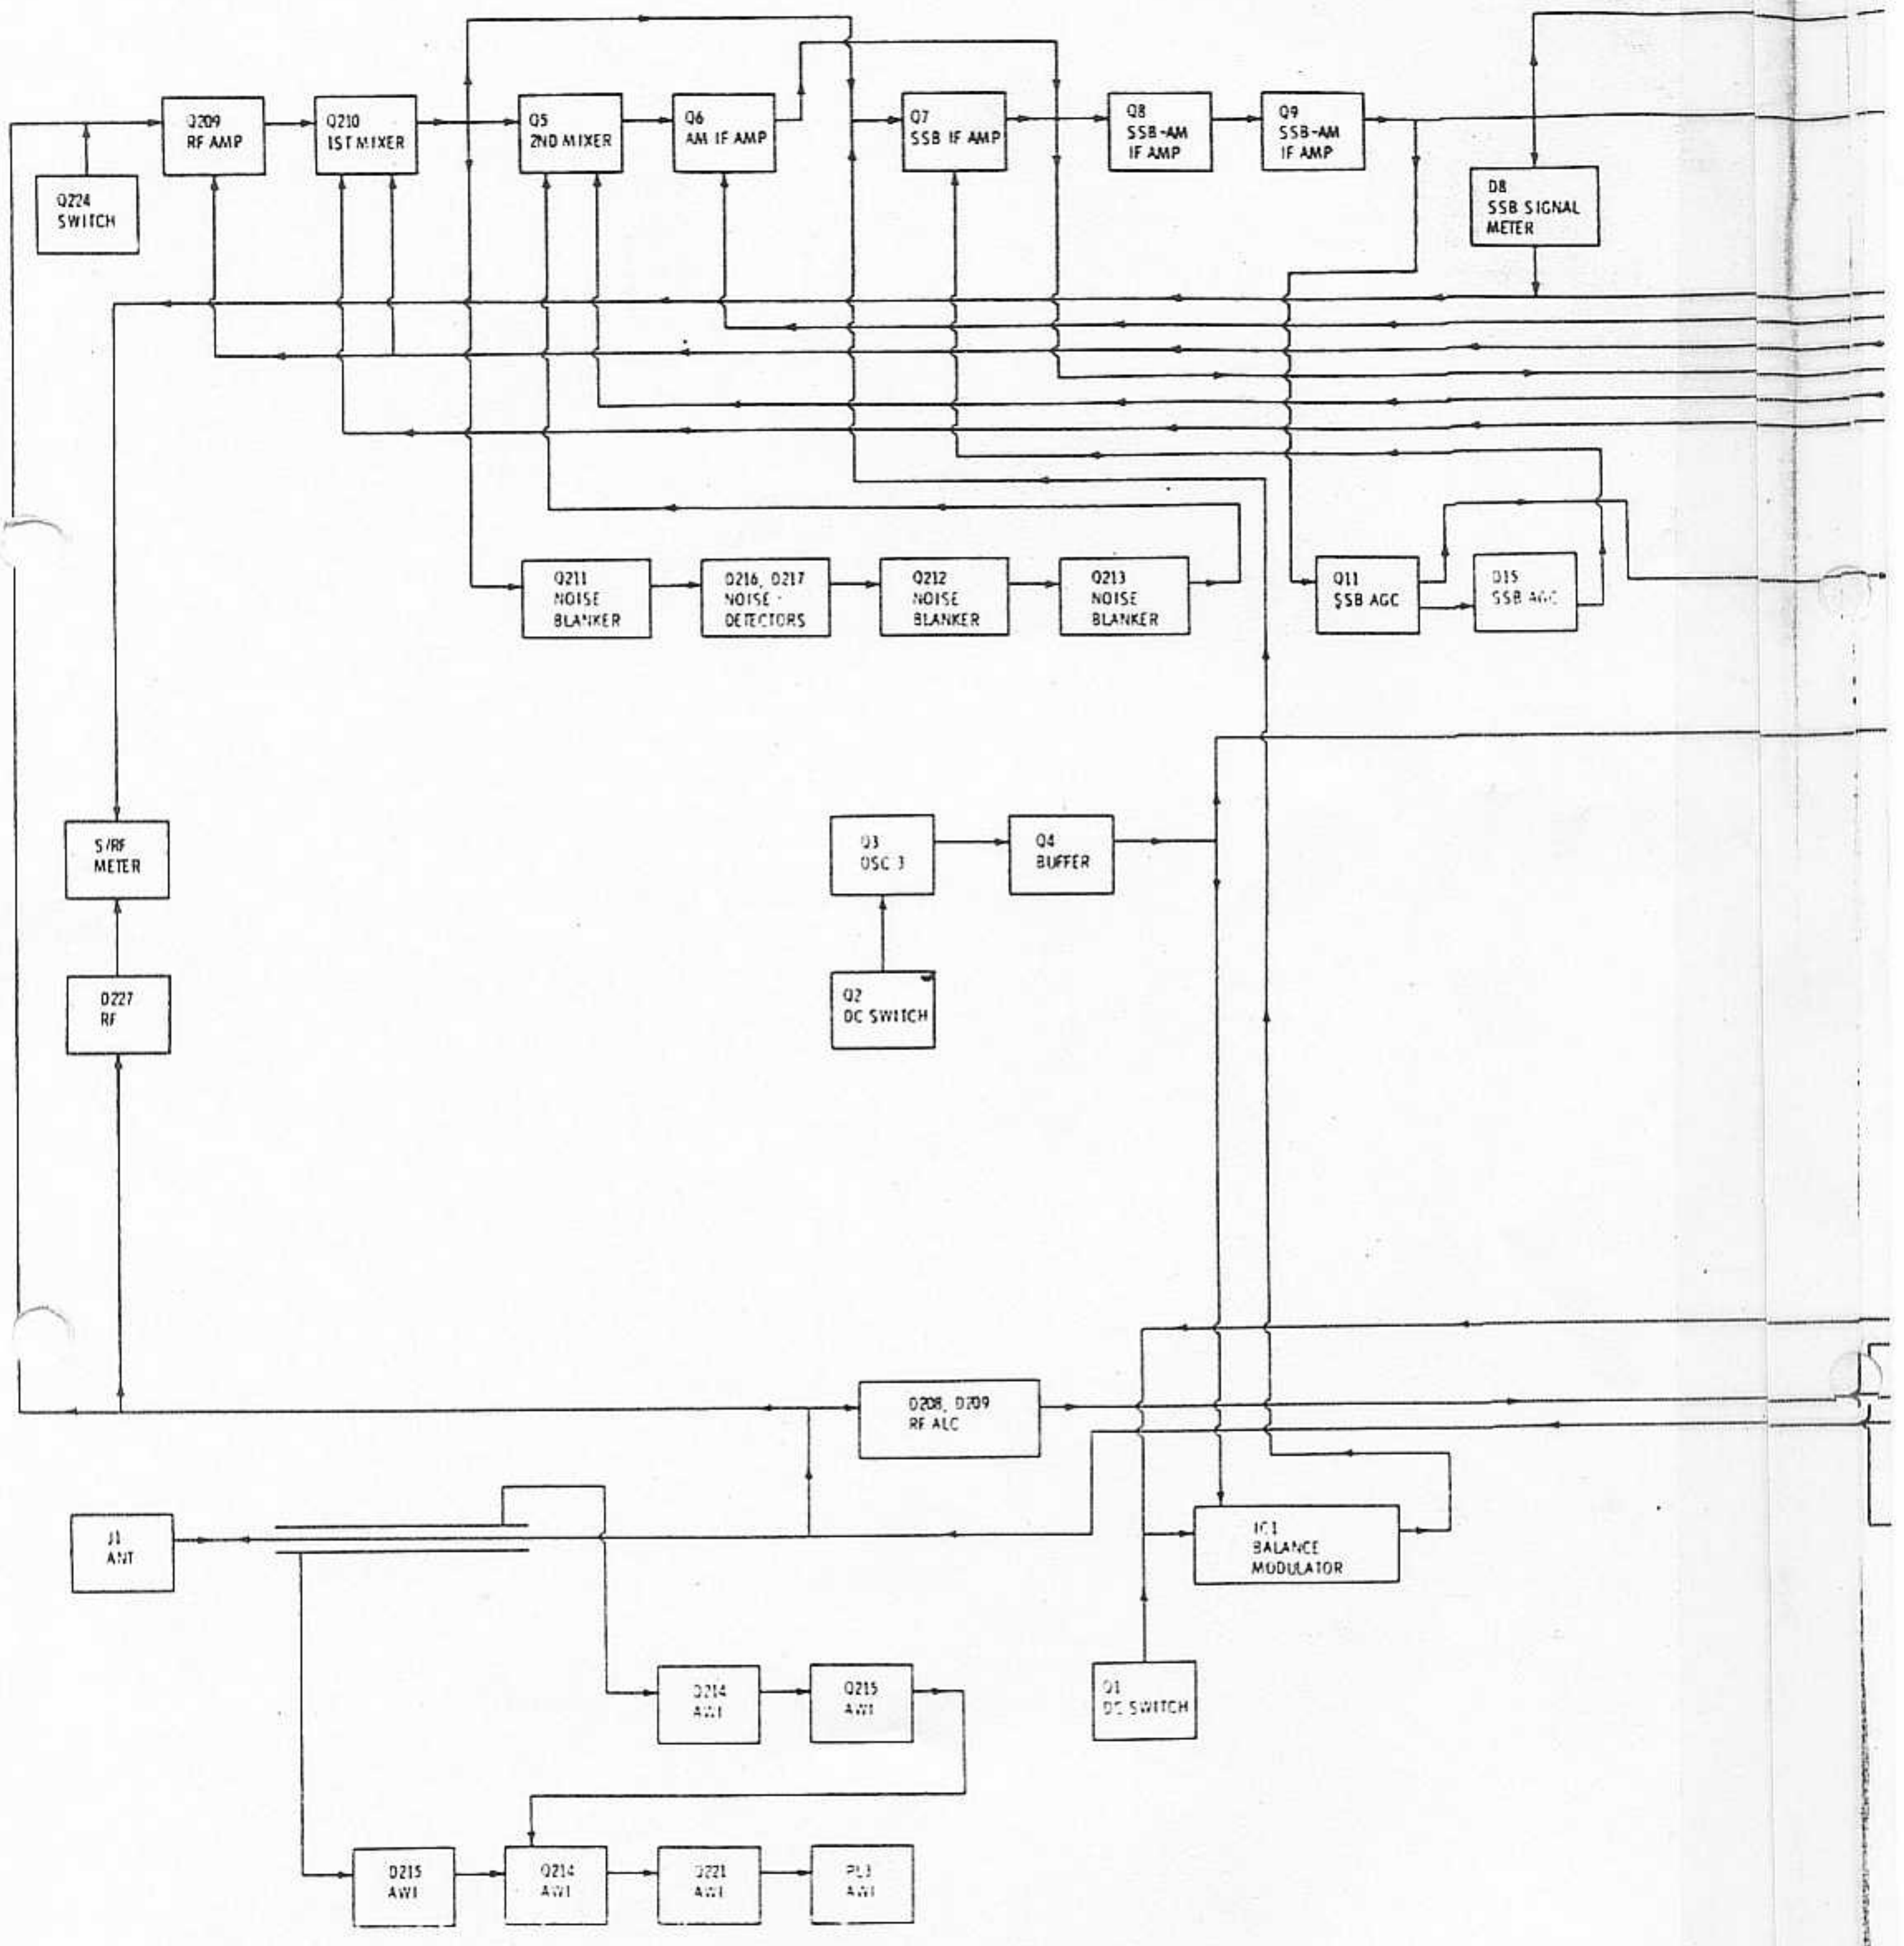 Q209
RF AMP
Q210
1ST MIXER
Q5
2ND MIXER
Q6
AM IF AMP
Q7
SSB IF AMP
Q8
SSB-AM
IF AMP
Q9
SSB-AM
IF AMP
Q224
SWITCH
D8
SSB SIGNAL
METER
Q211
NOISE
BLANKER
D216, D217
NOISE
DETECTORS
Q212
NOISE
BLANKER
Q213
NOISE
BLANKER
Q11
SSB AGC
D15
SSB AGC
S/RF
METER
Q3
OSC 3
Q4
BUFFER
D227
RF
Q2
DC SWITCH
D208, D209
RF ALC
J1
ANT
IC1
BALANCE
MODULATOR
D214
AWI
Q215
AWI
Q1
DC SWITCH
D215
AWI
Q214
AWI
Q221
AWI
PL3
AWI